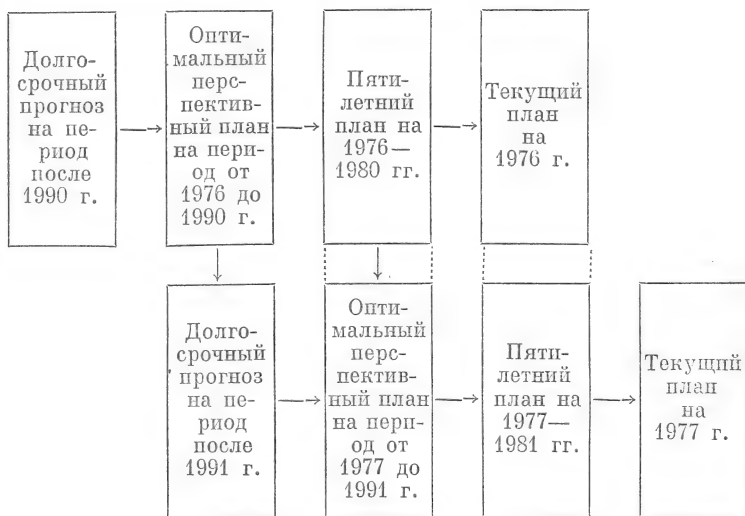 Долго-
срочный
прогноз
на пе-
риод
после
1990 г.
Опти-
мальный
перс-
пектив-
ный план
на пери-
од от
1976 до
1990 г.
Пяти-
летний
план на
1976—
1980 гг.
Текущий
план
на
1976 г.
Долго-
срочный
прогноз
на пе-
риод
после
1991 г.
Опти-
мальный
перс-
пектив-
ный план
на пери-
од от
1977 до
1991 г.
Пяти-
летний
план на
1977—
1981 гг.
Текущий
план
на
1977 г.